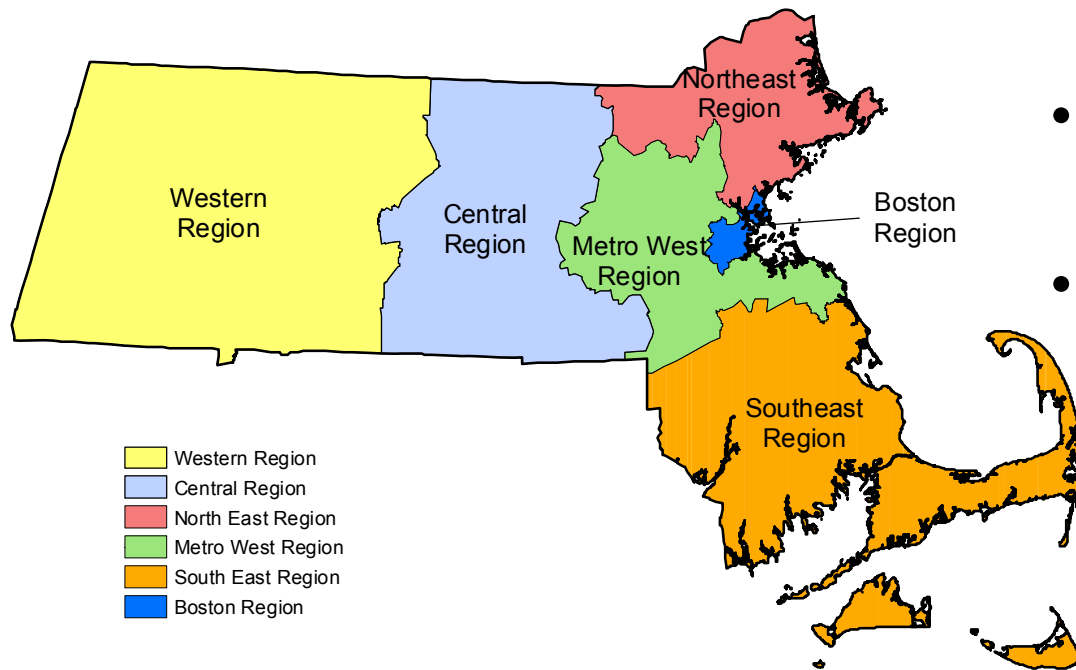 Northeast
Region
Western
Region
Central
Region
Boston
Region
Metro West
Region
Southeast
Region
Western Region
Central Region
North East Region
Metro West Region
South East Region
Boston Region